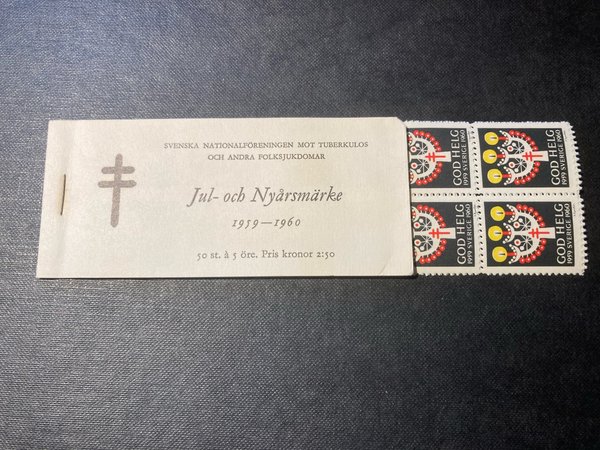 SVENSKA NATIONALFÖRENINGEN MOT TUBERKULOS
OCH ANDRA FOLKSJUKDOMAR
Jul- och Nyårsmärke
1959—1960
50 st. à 5 öre. Pris kronor 2:50
GOD HELG
1959 SVERIGE 1960
GOD HELG
1959 SVERIGE 1960
GOD HELG
1959 SVERIGE 1960
GOD HELG
1959 SVERIGE 1960